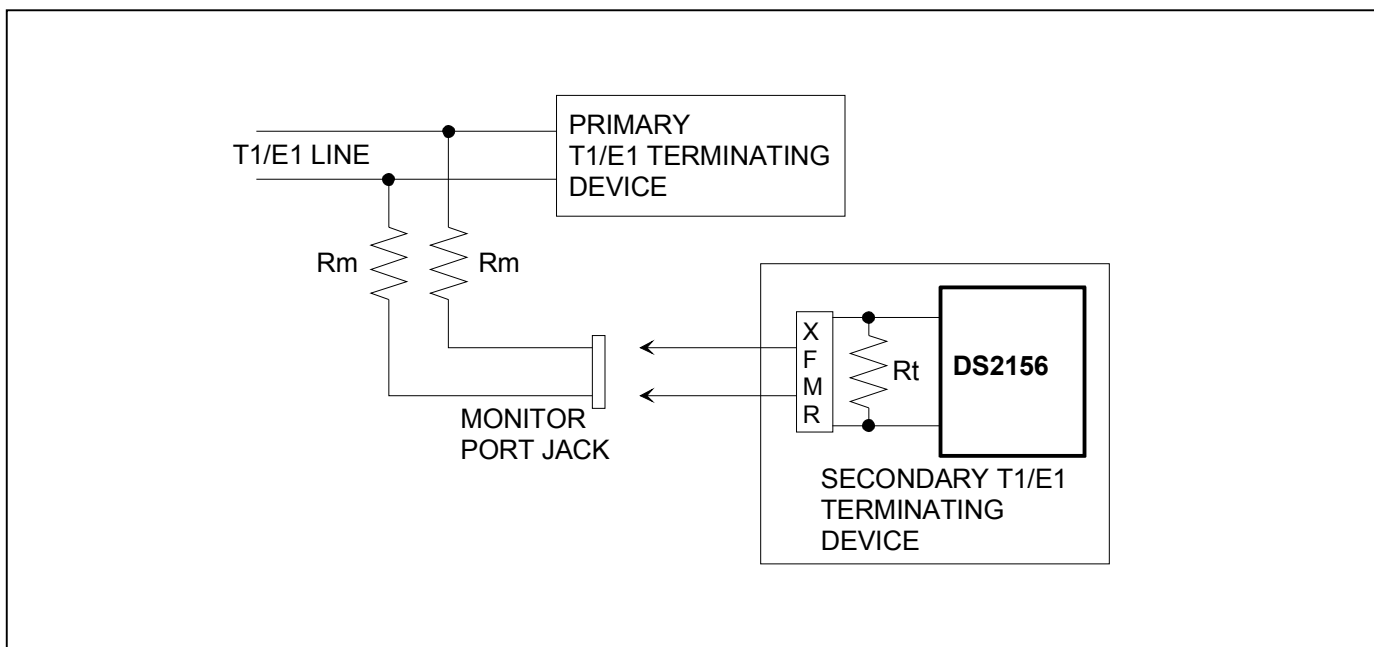 PRIMARY
T1/E1 TERMINATING
DEVICE
T1/E1 LINE
Rm
Rm
MONITOR
PORT JACK
X
F
M
R
Rt
DS2156
SECONDARY T1/E1
TERMINATING
DEVICE